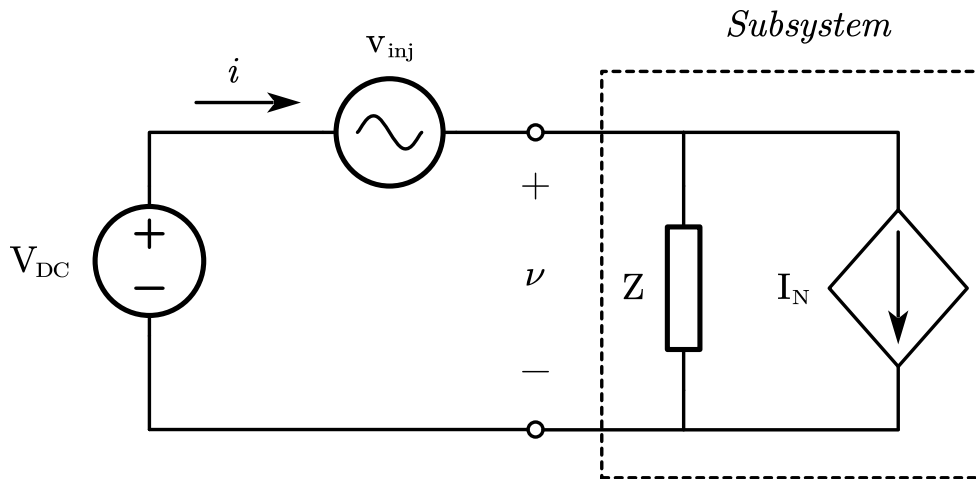 Subsystem
v_inj
i
+
V_DC
+
−
ν
Z
I_N
−